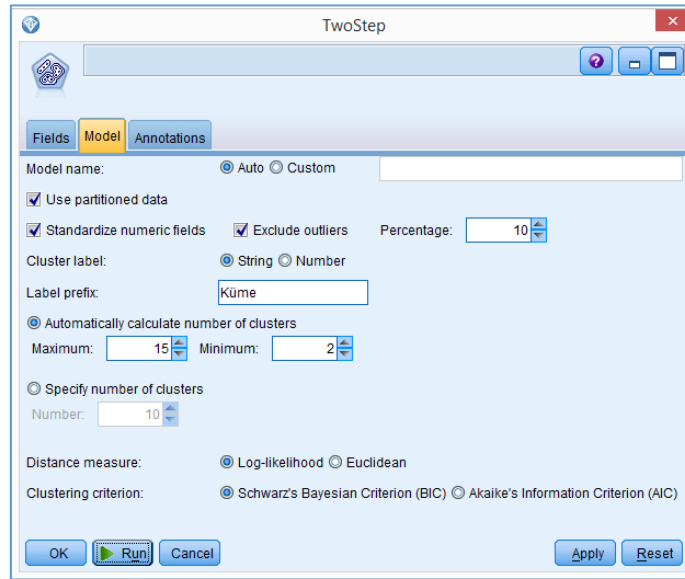 TwoStep
Fields Model Annotations
Model name: Auto Custom
Use partitioned data
Standardize numeric fields Exclude outliers Percentage: 10
Cluster label: String Number
Label prefix: Küme
Automatically calculate number of clusters
Maximum: 15 Minimum: 2
Specify number of clusters
Number: 10
Distance measure: Log-likelihood Euclidean
Clustering criterion: Schwarz's Bayesian Criterion (BIC) Akaike's Information Criterion (AIC)
OK Run Cancel Apply Reset